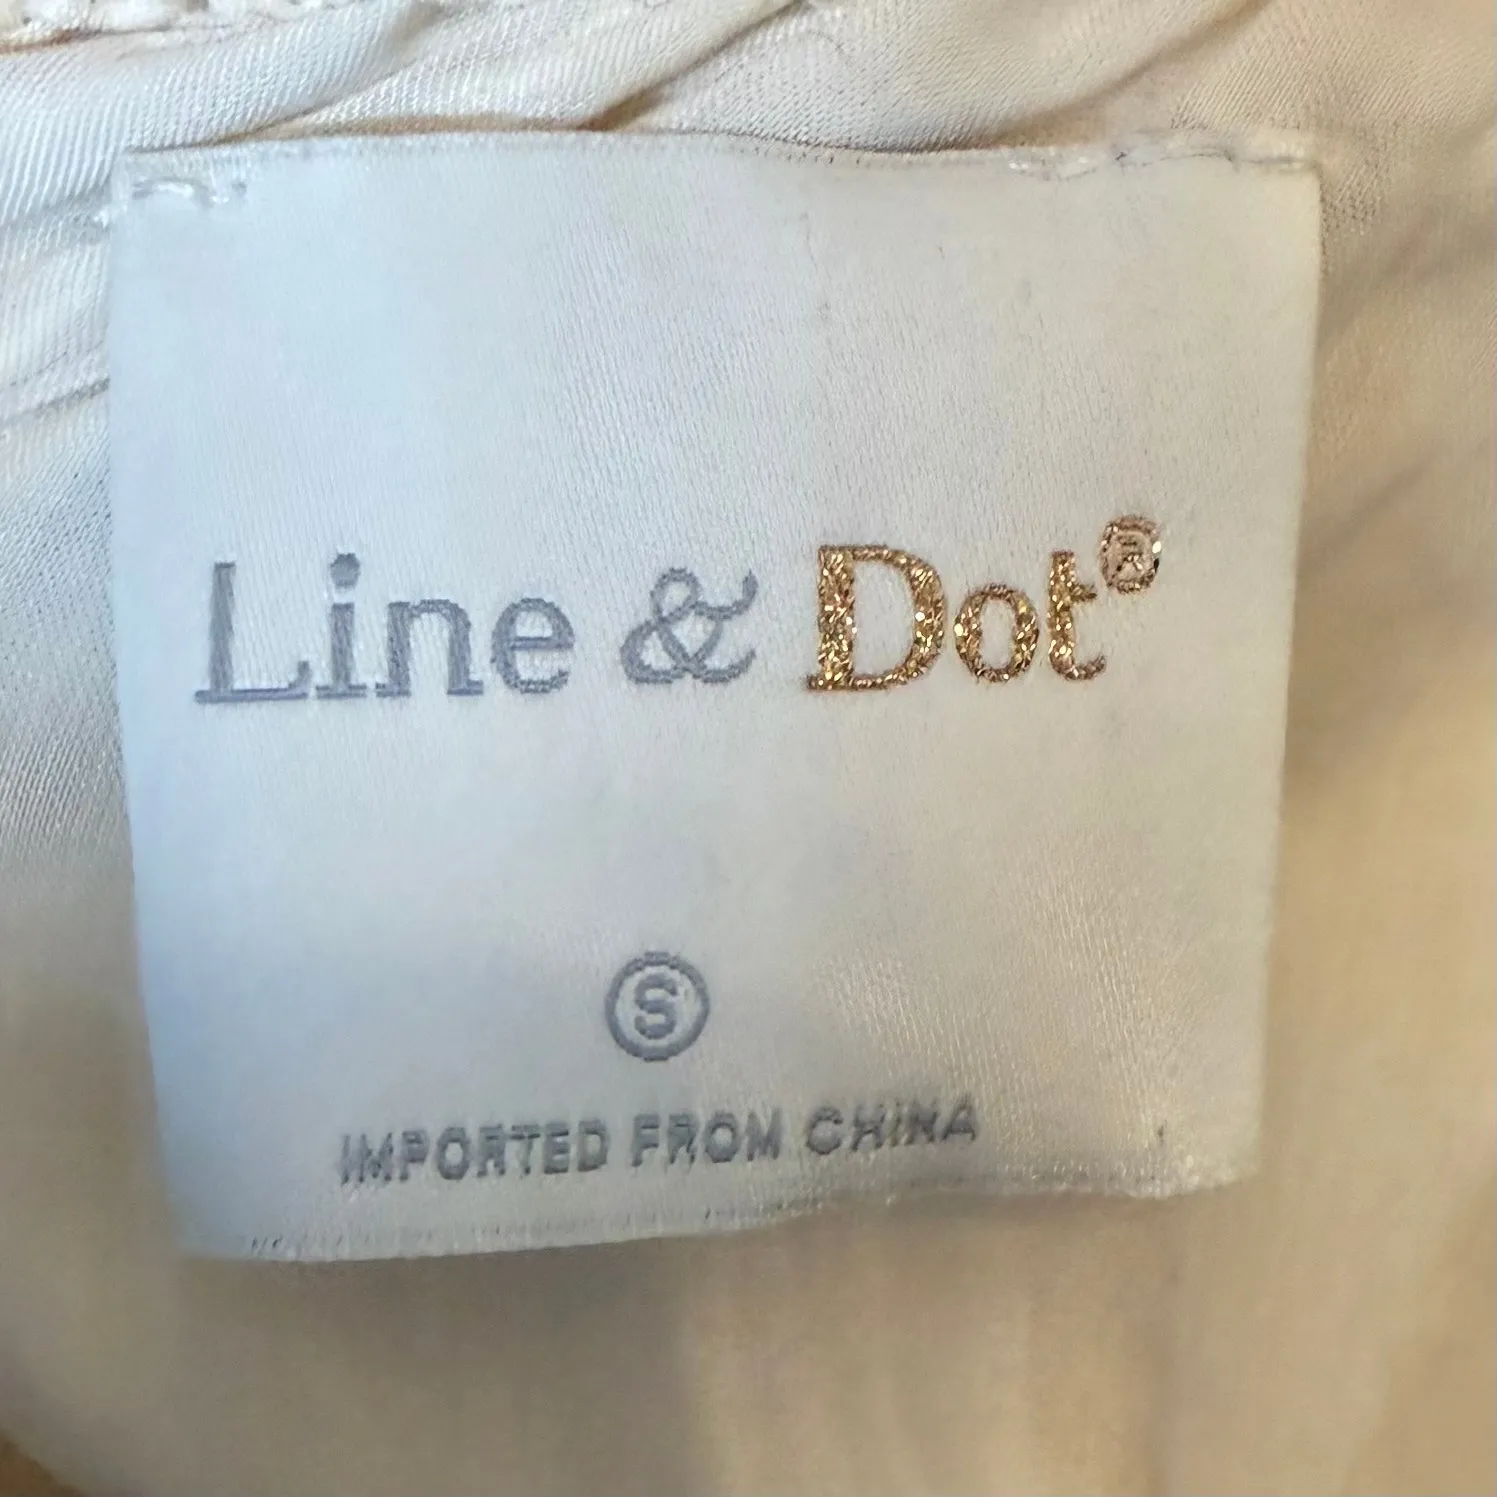 Line & Dot®
S
IMPORTED FROM CHINA